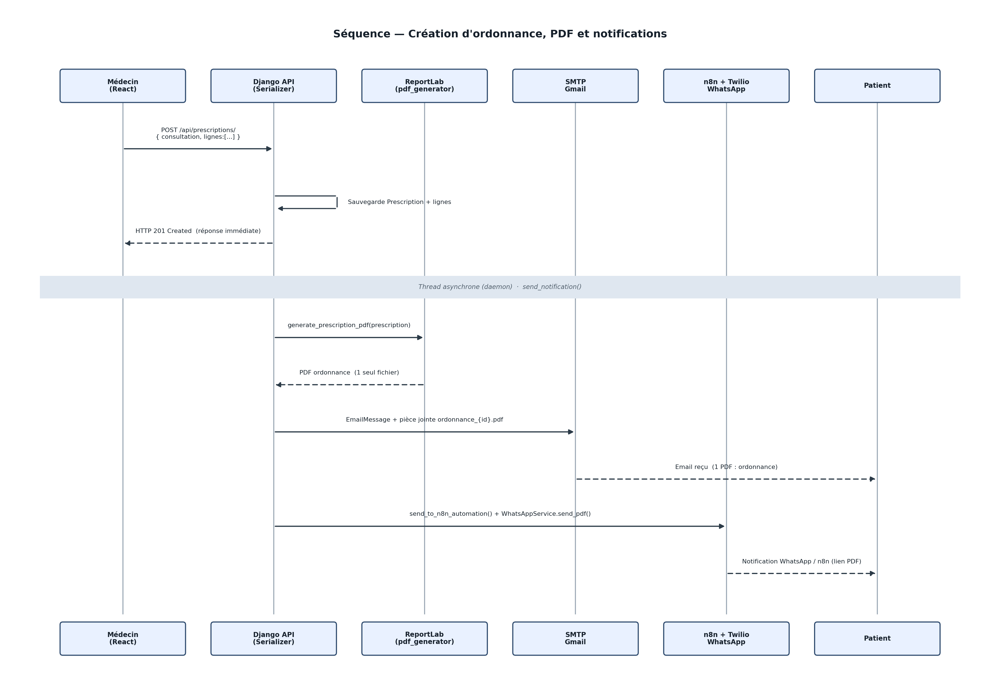 Séquence — Création d'ordonnance, PDF et notifications
Médecin
(React)
Django API
(Serializer)
ReportLab
(pdf_generator)
SMTP
Gmail
n8n + Twilio
WhatsApp
Patient
POST /api/prescriptions/
{ consultation, lignes:[...] }
Sauvegarde Prescription + lignes
HTTP 201 Created  (réponse immédiate)
Thread asynchrone (daemon)  ·  send_notification()
generate_prescription_pdf(prescription)
PDF ordonnance  (1 seul fichier)
EmailMessage + pièce jointe ordonnance_{id}.pdf
Email reçu  (1 PDF : ordonnance)
send_to_n8n_automation() + WhatsAppService.send_pdf()
Notification WhatsApp / n8n (lien PDF)
Médecin
(React)
Django API
(Serializer)
ReportLab
(pdf_generator)
SMTP
Gmail
n8n + Twilio
WhatsApp
Patient